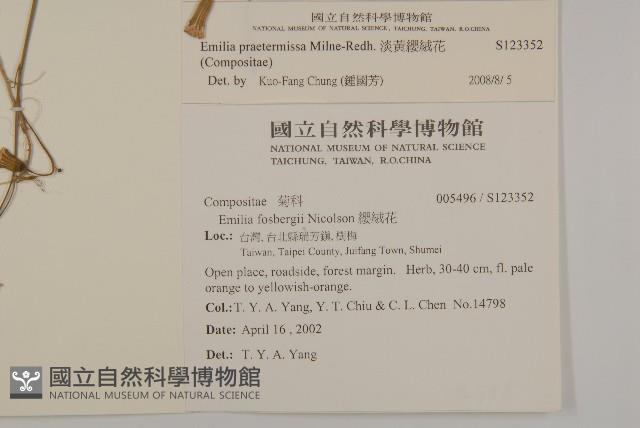 國立自然科學博物館
NATIONAL MUSEUM OF NATURAL SCIENCE, TAICHUNG, TAIWAN, R.O.CHINA
Emilia praetermissa Milne-Redh. 淡黃纓絨花 S123352
(Compositae)
Det. by Kuo-Fang Chung (鍾國芳) 2008/8/ 5
國立自然科學博物館
NATIONAL MUSEUM OF NATURAL SCIENCE
TAICHUNG, TAIWAN, R.O.CHINA
Compositae 菊科 005496 / S123352
Emilia fosbergii Nicolson 纓絨花
Loc.: 台灣, 台北縣瑞芳鎮, 樹梅
Taiwan, Taipei County, Juifang Town, Shumei
Open place, roadside, forest margin. Herb, 30-40 cm, fl. pale
orange to yellowish-orange.
Col.: T. Y. A. Yang, Y. T. Chiu & C. L. Chen No.14798
Date: April 16 , 2002
Det.: T. Y. A. Yang
國立自然科學博物館
NATIONAL MUSEUM OF NATURAL SCIENCE